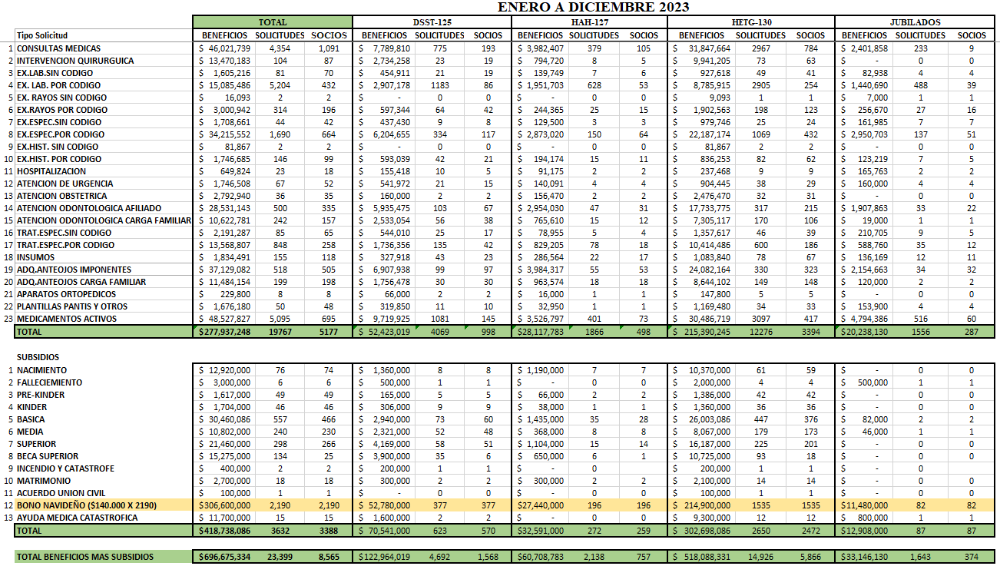 ENERO A DICIEMBRE 2023
TOTAL DSST-125 HAH-127 HETG-130 JUBILADOS
Tipo Solicitud BENEFICIOS SOLICITUDES SOCIOS BENEFICIOS SOLICITUDES SOCIOS BENEFICIOS SOLICITUDES SOCIOS BENEFICIOS SOLICITUDES SOCIOS BENEFICIOS SOLICITUDES SOCIOS
1 CONSULTAS MEDICAS $ 46,021,739 4,354 1,091 $ 7,789,810 775 193 $ 3,982,407 379 105 $ 31,847,664 2967 784 $ 2,401,858 233 9
2 INTERVENCION QUIRURGUICA $ 13,470,183 104 87 $ 2,734,258 23 19 $ 794,720 8 5 $ 9,941,205 73 63 $ - 0 0
3 EX.LAB.SIN CODIGO $ 1,605,216 81 70 $ 454,911 21 19 $ 139,749 7 6 $ 927,618 49 41 $ 82,938 4 4
4 EX. LAB. POR CODIGO $ 15,085,486 5,204 432 $ 2,907,178 1183 86 $ 1,951,703 628 53 $ 8,785,915 2905 254 $ 1,440,690 488 39
5 EX. RAYOS SIN CODIGO $ 16,093 2 2 $ - 0 0 $ - 0 0 $ 9,093 1 1 $ 7,000 1 1
6 EX.RAYOS POR CODIGO $ 3,000,942 314 196 $ 597,344 64 42 $ 244,365 25 15 $ 1,902,563 198 123 $ 256,670 27 16
7 EX.ESPEC.SIN CODIGO $ 1,708,661 44 42 $ 437,430 9 8 $ 129,500 3 3 $ 979,746 25 24 $ 161,985 7 7
8 EX.ESPEC.POR CODIGO $ 34,215,552 1,690 664 $ 6,204,655 334 117 $ 2,873,020 150 64 $ 22,187,174 1069 432 $ 2,950,703 137 51
9 EX.HIST. SIN CODIGO $ 81,867 2 2 $ - 0 0 $ - 0 0 $ 81,867 2 2 $ - 0 0
10 EX.HIST. POR CODIGO $ 1,746,685 146 99 $ 593,039 42 21 $ 194,174 15 11 $ 836,253 82 62 $ 123,219 7 5
11 HOSPITALIZACION $ 649,824 23 18 $ 155,418 10 5 $ 91,175 2 2 $ 237,468 9 9 $ 165,763 2 2
12 ATENCION DE URGENCIA $ 1,746,508 67 52 $ 541,972 21 15 $ 140,091 4 4 $ 904,445 38 29 $ 160,000 4 4
13 ATENCION OBSTETRICA $ 2,792,940 36 35 $ 160,000 2 2 $ 156,470 2 2 $ 2,476,470 32 31 $ - 0 0
14 ATENCION ODONTOLOGICA AFILIADO $ 28,531,143 500 335 $ 5,935,475 103 67 $ 2,954,030 47 31 $ 17,733,775 317 215 $ 1,907,863 33 22
15 ATENCION ODONTOLOGICA CARGA FAMILIAR $ 10,622,781 242 157 $ 2,533,054 56 38 $ 765,610 15 12 $ 7,305,117 170 106 $ 19,000 1 1
16 TRAT.ESPEC.SIN CODIGO $ 2,191,287 85 65 $ 544,010 25 17 $ 78,955 5 4 $ 1,357,617 46 39 $ 210,705 9 5
17 TRAT.ESPEC.POR CODIGO $ 13,568,807 848 258 $ 1,736,356 135 42 $ 829,205 78 18 $ 10,414,486 600 186 $ 588,760 35 12
18 INSUMOS $ 1,834,491 155 118 $ 327,918 43 23 $ 286,564 22 17 $ 1,083,840 78 67 $ 136,169 12 11
19 ADQ.ANTEOJOS IMPONENTES $ 37,129,082 518 505 $ 6,907,938 99 97 $ 3,984,317 55 53 $ 24,082,164 330 323 $ 2,154,663 34 32
20 ADQ.ANTEOJOS CARGA FAMILIAR $ 11,484,154 199 198 $ 1,756,478 30 30 $ 963,574 18 18 $ 8,644,102 149 148 $ 120,000 2 2
21 APARATOS ORTOPEDICOS $ 229,800 8 8 $ 66,000 2 2 $ 16,000 1 1 $ 147,800 5 5 $ - 0 0
22 PLANTILLAS PANTIS Y OTROS $ 1,676,180 50 48 $ 319,850 11 10 $ 32,950 1 1 $ 1,169,480 34 33 $ 153,900 4 4
23 MEDICAMENTOS ACTIVOS $ 48,527,827 5,095 695 $ 9,719,925 1081 145 $ 3,526,797 401 73 $ 30,486,719 3097 417 $ 4,794,386 516 60
TOTAL $277,937,248 19767 5177 $ 52,423,019 4069 998 $28,117,783 1866 498 $ 215,390,245 12276 3394 $20,238,130 1556 287
SUBSIDIOS
1 NACIMIENTO $ 12,920,000 76 74 $ 1,360,000 8 8 $ 1,190,000 7 7 $ 10,370,000 61 59 $ - 0 0
2 FALLECIEMIENTO $ 3,000,000 6 6 $ 500,000 1 1 $ - 0 0 $ 2,000,000 4 4 $ 500,000 1 1
3 PRE-KINDER $ 1,617,000 49 49 $ 165,000 5 5 $ 66,000 2 2 $ 1,386,000 42 42 $ - 0 0
4 KINDER $ 1,704,000 46 46 $ 306,000 9 9 $ 38,000 1 1 $ 1,360,000 36 36 $ - 0 0
5 BASICA $ 30,460,086 557 466 $ 2,940,000 73 60 $ 1,435,000 35 28 $ 26,003,086 447 376 $ 82,000 2 2
6 MEDIA $ 10,802,000 240 230 $ 2,321,000 52 48 $ 368,000 8 8 $ 8,067,000 179 173 $ 46,000 1 1
7 SUPERIOR $ 21,460,000 298 266 $ 4,169,000 58 51 $ 1,104,000 15 14 $ 16,187,000 225 201 $ - 0 0
8 BECA SUPERIOR $ 15,275,000 134 25 $ 3,900,000 35 6 $ 650,000 6 1 $ 10,725,000 93 18 $ - 0 0
9 INCENDIO Y CATASTROFE $ 400,000 2 2 $ 200,000 1 1 $ - 0 $ 200,000 1 1 $ - 0
10 MATRIMONIO $ 2,700,000 18 18 $ 300,000 2 2 $ 300,000 2 2 $ 2,100,000 14 14 $ - 0 0
11 ACUERDO UNION CIVIL $ 100,000 1 1 $ - 0 0 $ - 0 0 $ 100,000 1 1 $ - 0 0
12 BONO NAVIDEÑO ($140.000 X 2190) $306,600,000 2,190 2,190 $ 52,780,000 377 377 $27,440,000 196 196 $ 214,900,000 1535 1535 $11,480,000 82 82
13 AYUDA MEDICA CATASTROFICA $ 11,700,000 15 15 $ 1,600,000 2 2 $ - 0 0 $ 9,300,000 12 12 $ 800,000 1 1
TOTAL $418,738,086 3632 3388 $ 70,541,000 623 570 $32,591,000 272 259 $ 302,698,086 2650 2472 $12,908,000 87 87
TOTAL BENEFICIOS MAS SUBSIDIOS $696,675,334 23,399 8,565 $122,964,019 4,692 1,568 $60,708,783 2,138 757 $ 518,088,331 14,926 5,866 $33,146,130 1,643 374